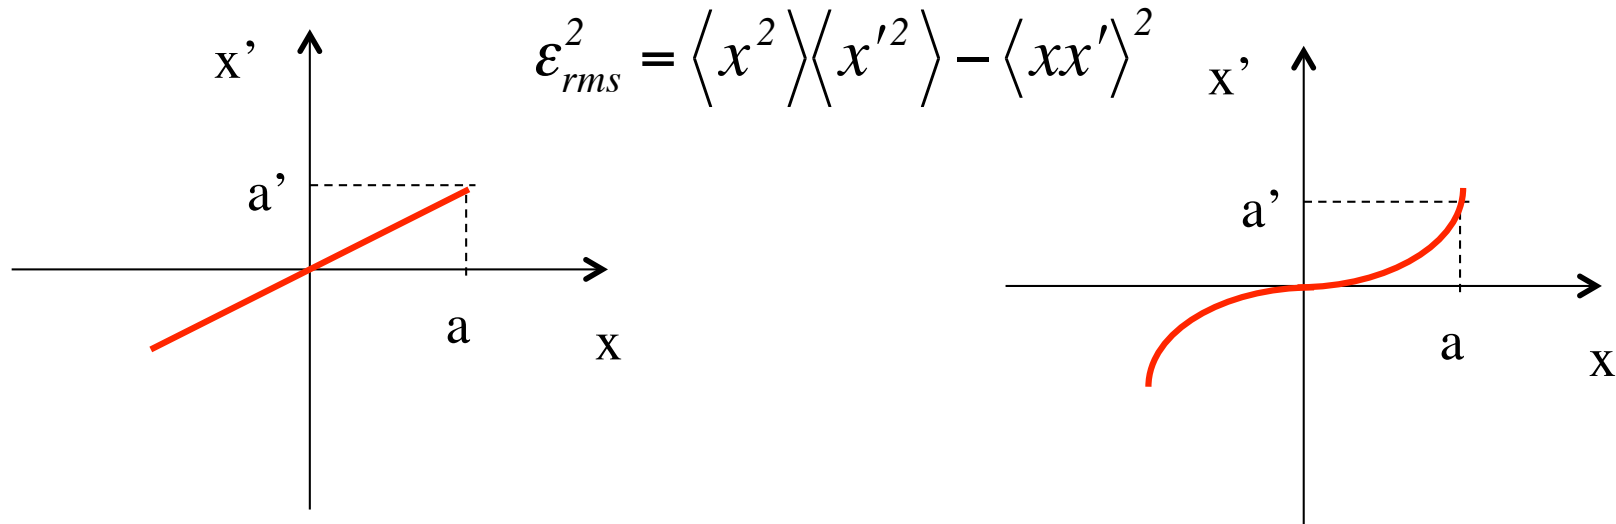 x’
ε²rms = ⟨x²⟩⟨x′²⟩ − ⟨xx′⟩²
x’
a’
a’
a
x
a
x